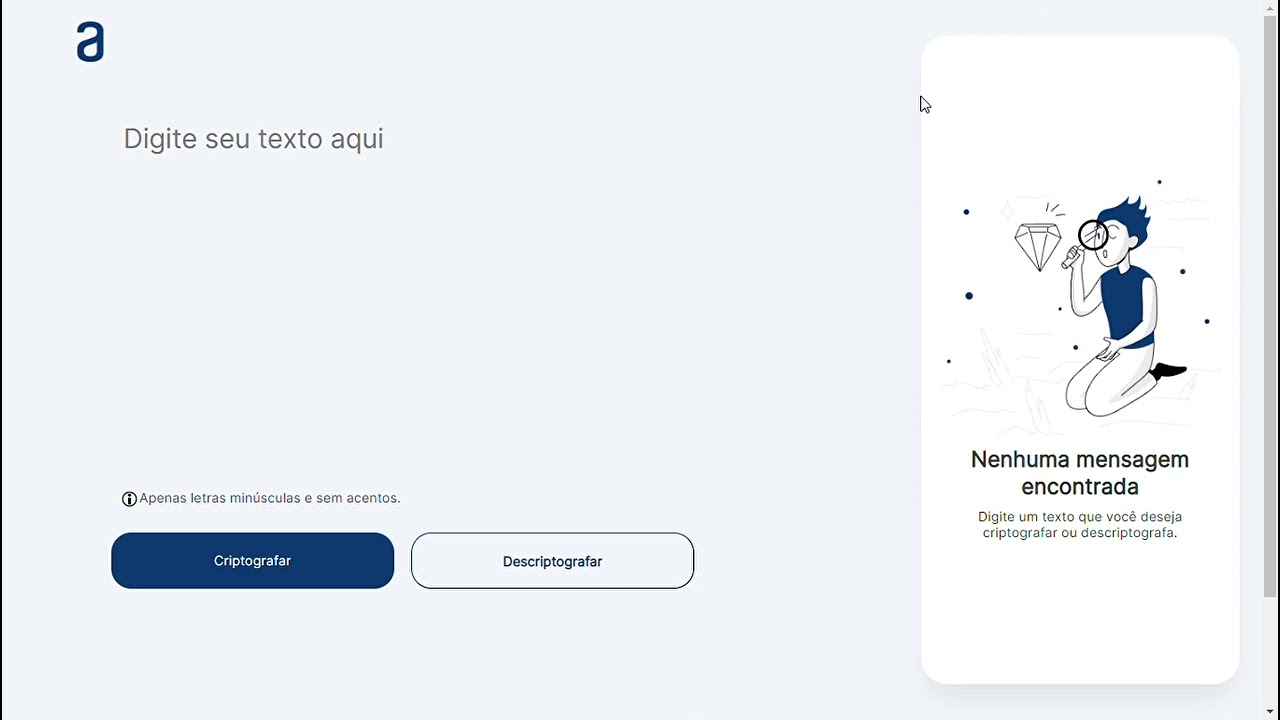 a
Digite seu texto aqui
Apenas letras minúsculas e sem acentos.
Criptografar
Descriptografar
Nenhuma mensagem
encontrada
Digite um texto que você deseja
criptografar ou descriptografa.